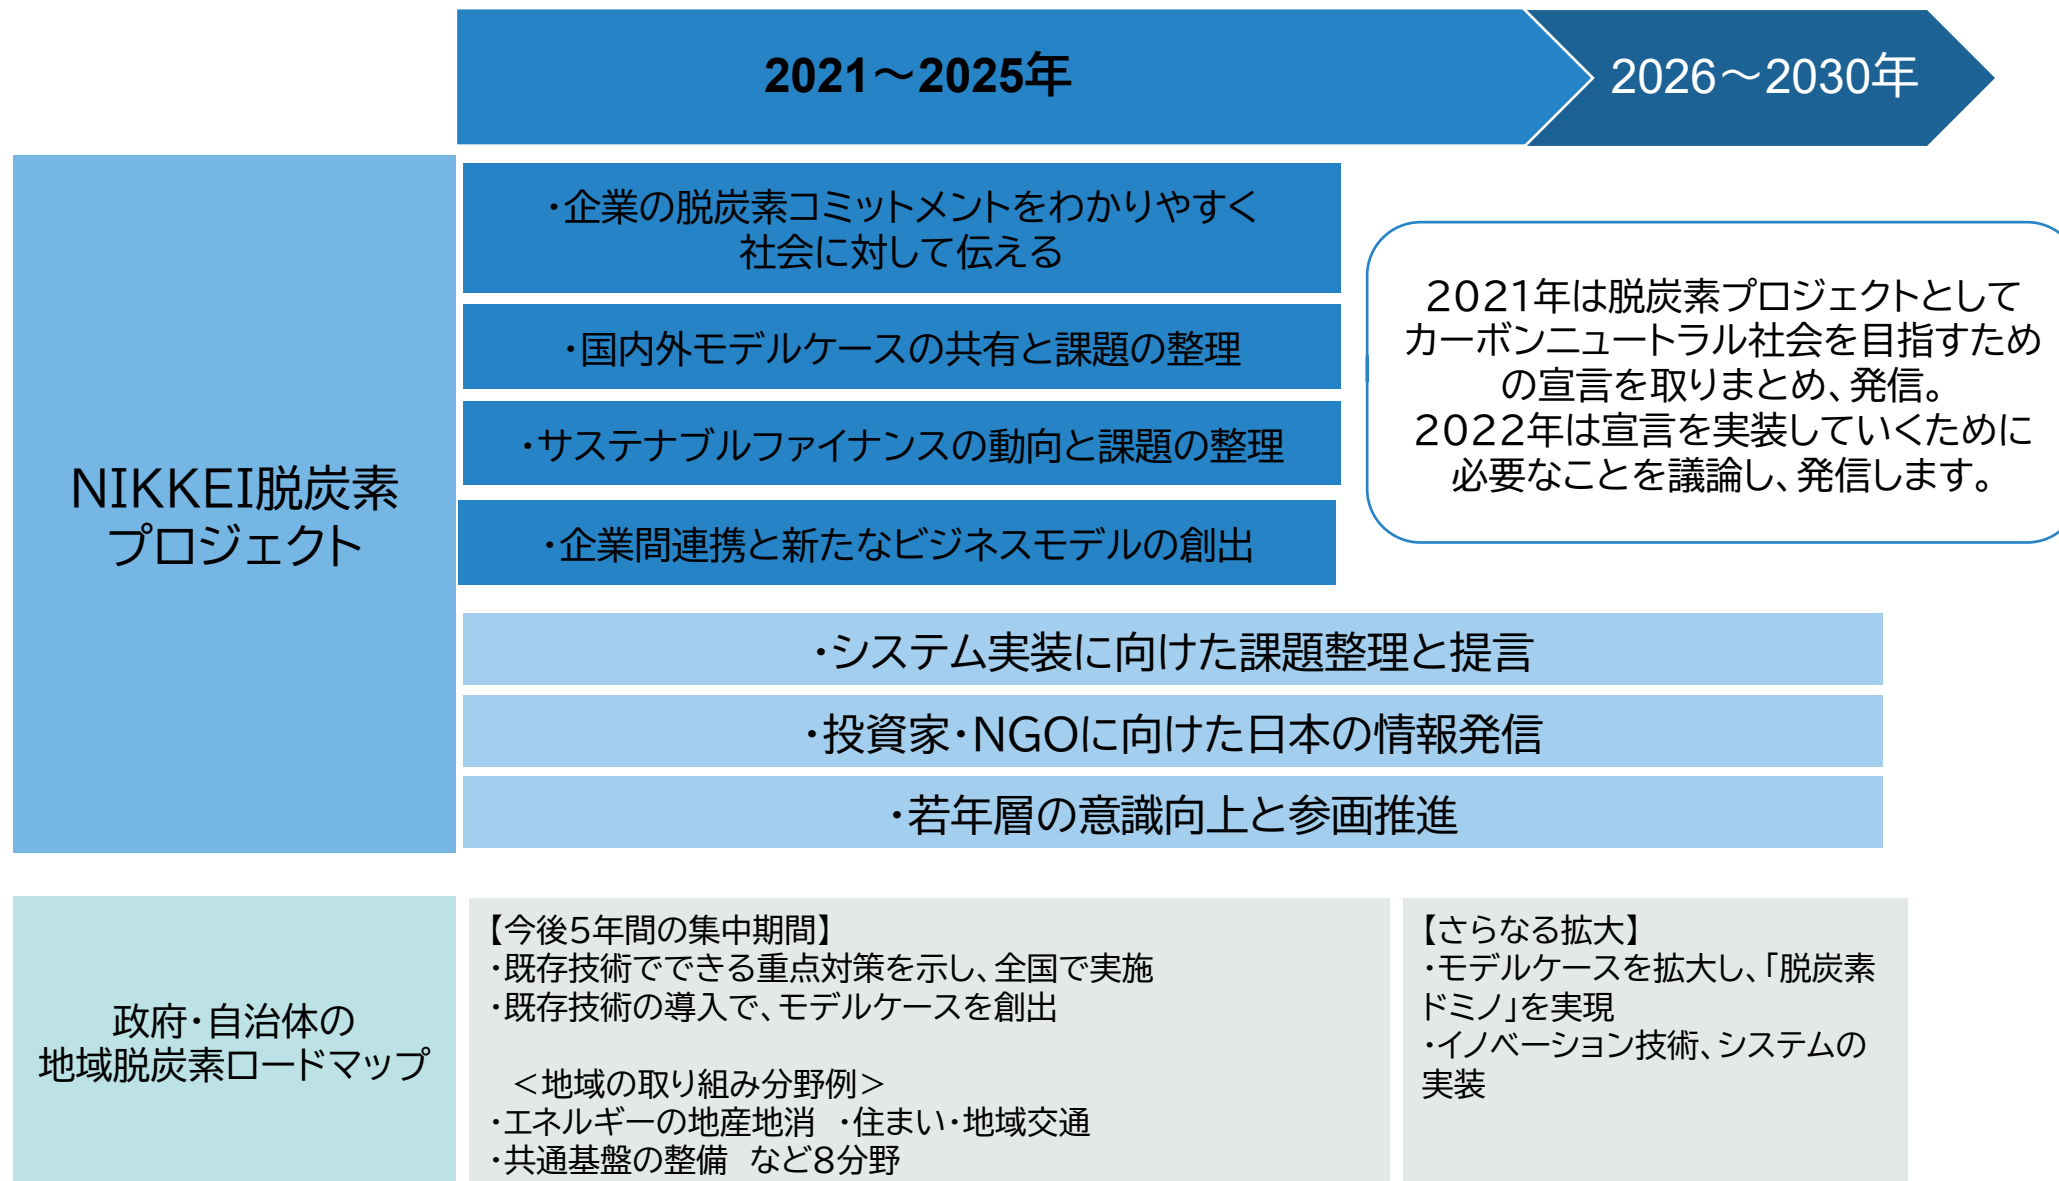 2021～2025年
2026～2030年
NIKKEI脱炭素
プロジェクト
・企業の脱炭素コミットメントをわかりやすく
社会に対して伝える
・国内外モデルケースの共有と課題の整理
・サステナブルファイナンスの動向と課題の整理
・企業間連携と新たなビジネスモデルの創出
2021年は脱炭素プロジェクトとして
カーボンニュートラル社会を目指すため
の宣言を取りまとめ、発信。
2022年は宣言を実装していくために
必要なことを議論し、発信します。
・システム実装に向けた課題整理と提言
・投資家・NGOに向けた日本の情報発信
・若年層の意識向上と参画推進
政府・自治体の
地域脱炭素ロードマップ
【今後5年間の集中期間】
・既存技術でできる重点対策を示し、全国で実施
・既存技術の導入で、モデルケースを創出
＜地域の取り組み分野例＞
・エネルギーの地産地消　・住まい・地域交通
・共通基盤の整備　など8分野
【さらなる拡大】
・モデルケースを拡大し、「脱炭素
ドミノ」を実現
・イノベーション技術、システムの
実装